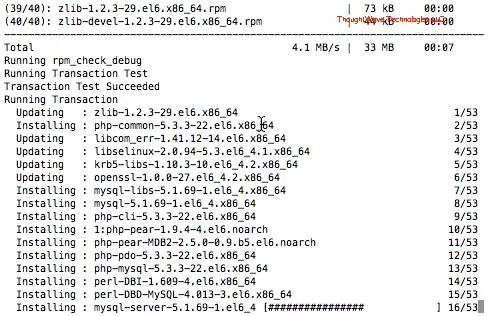 (39/40): zlib-1.2.3-29.el6.x86_64.rpm | 73 kB 00:00
(40/40): zlib-devel-1.2.3-29.el6.x86_64.rpm | 44 kB 00:00
ThoughtWave Technologies LLC
--------------------------------------------------------------------------------
Total 4.1 MB/s | 33 MB 00:07
Running rpm_check_debug
Running Transaction Test
Transaction Test Succeeded
Running Transaction
Updating : zlib-1.2.3-29.el6.x86_64 1/53
Installing : php-common-5.3.3-22.el6.x86_64 2/53
Updating : libcom_err-1.41.12-14.el6.x86_64 3/53
Updating : libselinux-2.0.94-5.3.el6_4.1.x86_64 4/53
Updating : krb5-libs-1.10.3-10.el6_4.2.x86_64 5/53
Updating : openssl-1.0.0-27.el6_4.2.x86_64 6/53
Installing : mysql-libs-5.1.69-1.el6_4.x86_64 7/53
Installing : mysql-5.1.69-1.el6_4.x86_64 8/53
Installing : php-cli-5.3.3-22.el6.x86_64 9/53
Installing : 1:php-pear-1.9.4-4.el6.noarch 10/53
Installing : php-pear-MDB2-2.5.0-0.9.b5.el6.noarch 11/53
Installing : php-pdo-5.3.3-22.el6.x86_64 12/53
Installing : php-mysql-5.3.3-22.el6.x86_64 13/53
Installing : perl-DBI-1.609-4.el6.x86_64 14/53
Installing : perl-DBD-MySQL-4.013-3.el6.x86_64 15/53
Installing : mysql-server-5.1.69-1.el6_4 [################ ] 16/53